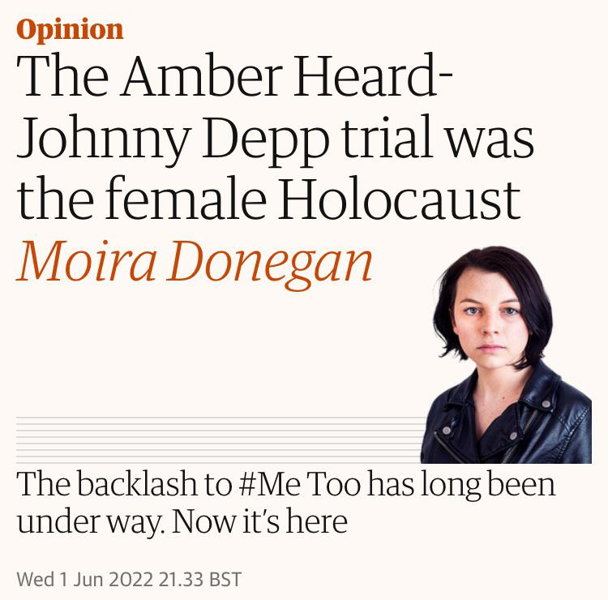 Opinion
The Amber Heard-
Johnny Depp trial was
the female Holocaust
Moira Donegan
The backlash to #Me Too has long been
under way. Now it's here
Wed 1 Jun 2022 21.33 BST